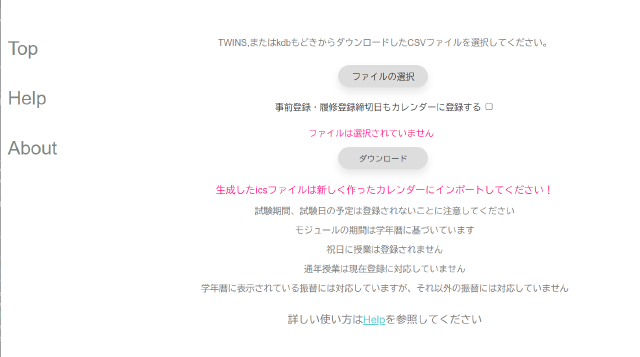 Top
Help
About
TWINS,またはkdbもどきからダウンロードしたCSVファイルを選択してください。
ファイルの選択
事前登録・履修登録締切日もカレンダーに登録する
ファイルは選択されていません
ダウンロード
生成したicsファイルは新しく作ったカレンダーにインポートしてください！
試験期間、試験日の予定は登録されないことに注意してください
モジュールの期間は学年暦に基づいています
祝日に授業は登録されません
通年授業は現在登録に対応していません
学年暦に表示されている振替には対応していますが、それ以外の振替には対応していません
詳しい使い方はHelpを参照してください